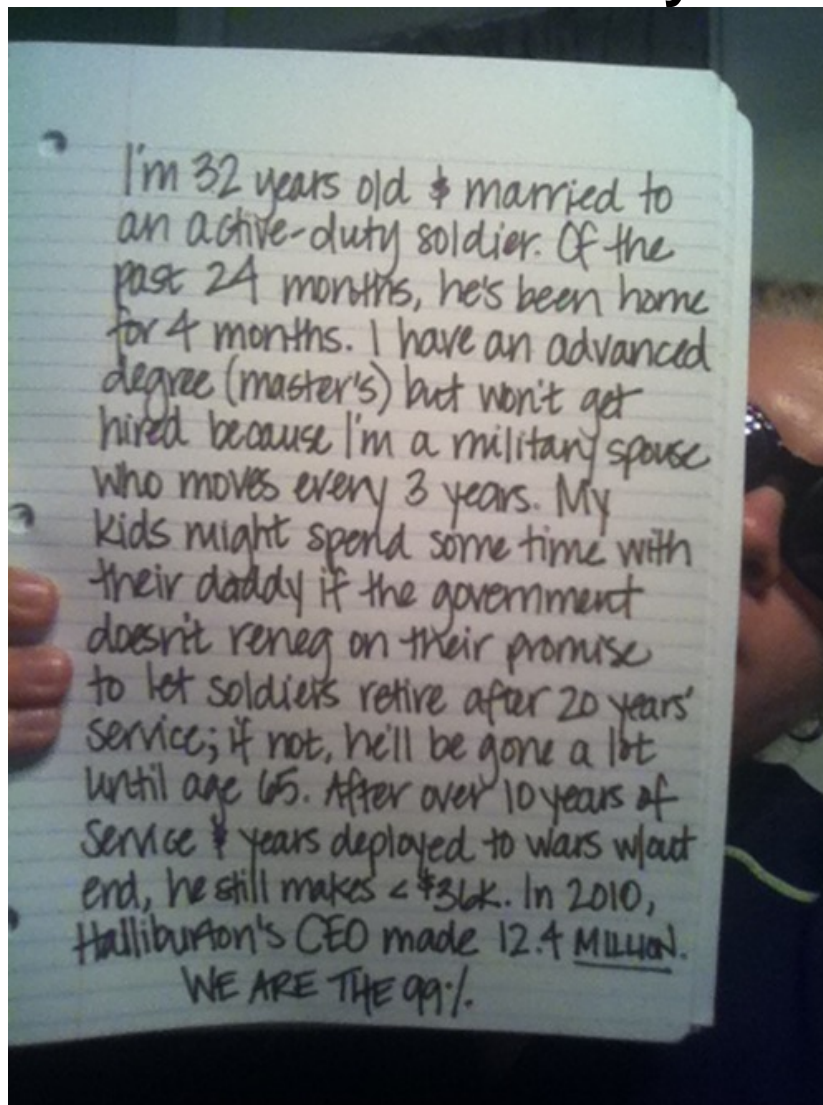 I'm 32 years old & married to
an active-duty soldier. Of the
past 24 months, he's been home
for 4 months. I have an advanced
degree (master's) but won't get
hired because I'm a military spouse
who moves every 3 years. My
kids might spend some time with
their daddy if the government
doesn't reneg on their promise
to let soldiers retire after 20 years'
service; if not, he'll be gone a lot
until age 65. After over 10 years of
service & years deployed to wars w/out
end, he still makes < $36K. In 2010,
Halliburton's CEO made 12.4 MILLION.
WE ARE THE 99%